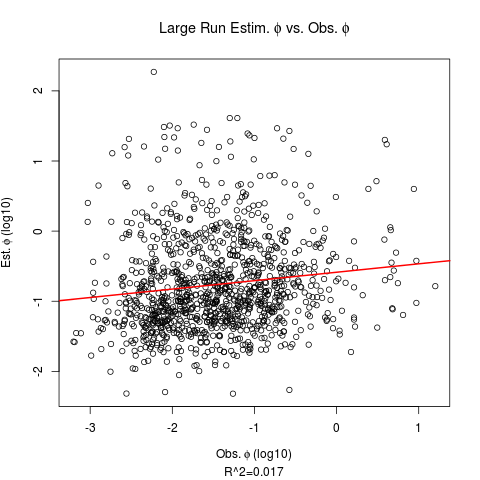 Large Run Estim. ϕ vs. Obs. ϕ
Est. ϕ (log10)
2
1
0
-1
-2
-3 -2 -1 0 1
Obs. ϕ (log10)
R^2=0.017